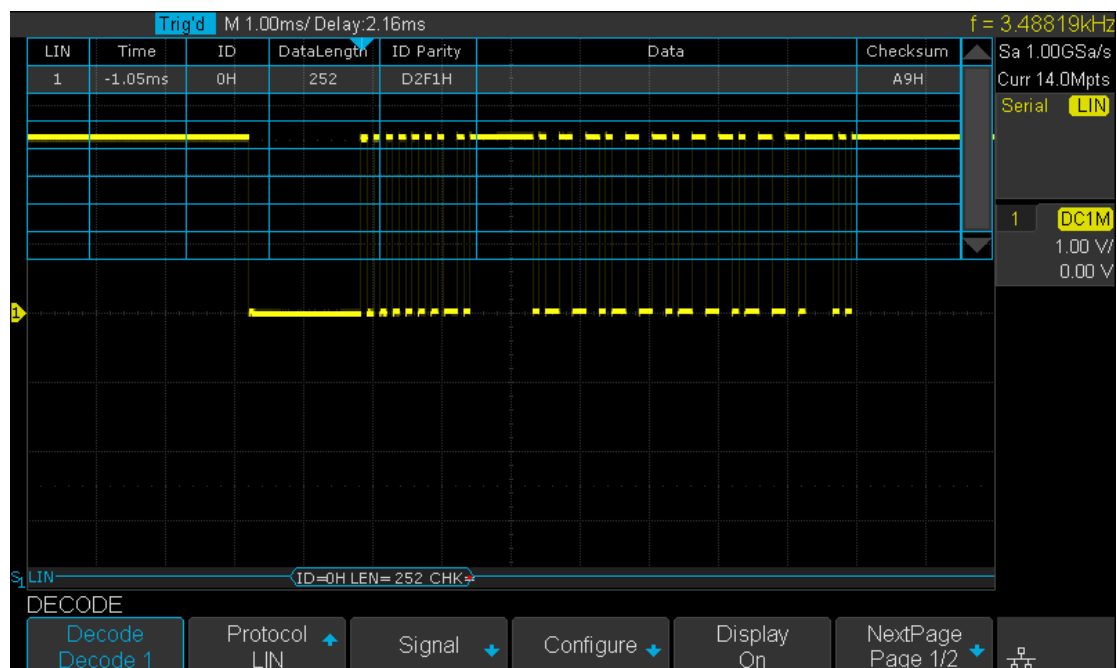 Trig'd M 1.00ms/ Delay:2.16ms f = 3.48819kHz
LIN Time ID DataLength ID Parity Data Checksum Sa 1.00GSa/s
1 -1.05ms 0H 252 D2F1H A9H Curr 14.0Mpts
Serial LIN
1 DC1M
1.00 V/
0.00 V
1
S1 LIN ID=0H LEN= 252 CHK=
DECODE
Decode Protocol Signal Configure Display NextPage
Decode 1 LIN On Page 1/2